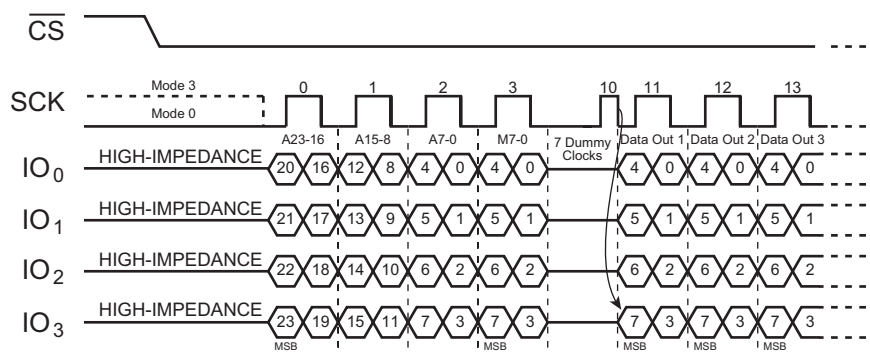 CS
SCK
Mode 3
Mode 0
0 1 2 3 10 11 12 13
A23-16 A15-8 A7-0 M7-0 7 Dummy Clocks Data Out 1 Data Out 2 Data Out 3
IO0 HIGH-IMPEDANCE 20 16 12 8 4 0 4 0 4 0 4 0 4 0
IO1 HIGH-IMPEDANCE 21 17 13 9 5 1 5 1 5 1 5 1 5 1
IO2 HIGH-IMPEDANCE 22 18 14 10 6 2 6 2 6 2 6 2 6 2
IO3 HIGH-IMPEDANCE 23 19 15 11 7 3 7 3 7 3 7 3 7 3
MSB MSB MSB MSB MSB